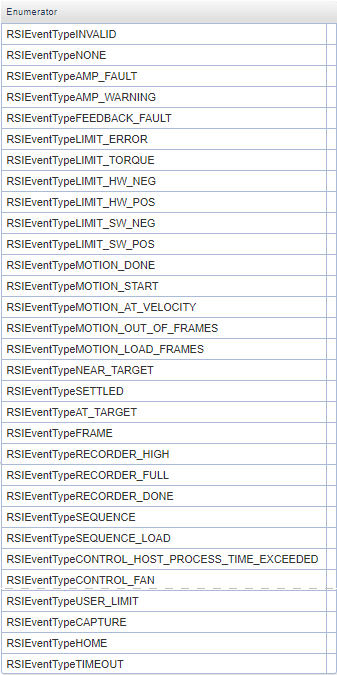 Enumerator
RSIEventTypeINVALID
RSIEventTypeNONE
RSIEventTypeAMP_FAULT
RSIEventTypeAMP_WARNING
RSIEventTypeFEEDBACK_FAULT
RSIEventTypeLIMIT_ERROR
RSIEventTypeLIMIT_TORQUE
RSIEventTypeLIMIT_HW_NEG
RSIEventTypeLIMIT_HW_POS
RSIEventTypeLIMIT_SW_NEG
RSIEventTypeLIMIT_SW_POS
RSIEventTypeMOTION_DONE
RSIEventTypeMOTION_START
RSIEventTypeMOTION_AT_VELOCITY
RSIEventTypeMOTION_OUT_OF_FRAMES
RSIEventTypeMOTION_LOAD_FRAMES
RSIEventTypeNEAR_TARGET
RSIEventTypeSETTLED
RSIEventTypeAT_TARGET
RSIEventTypeFRAME
RSIEventTypeRECORDER_HIGH
RSIEventTypeRECORDER_FULL
RSIEventTypeRECORDER_DONE
RSIEventTypeSEQUENCE
RSIEventTypeSEQUENCE_LOAD
RSIEventTypeCONTROL_HOST_PROCESS_TIME_EXCEEDED
RSIEventTypeCONTROL_FAN
RSIEventTypeUSER_LIMIT
RSIEventTypeCAPTURE
RSIEventTypeHOME
RSIEventTypeTIMEOUT